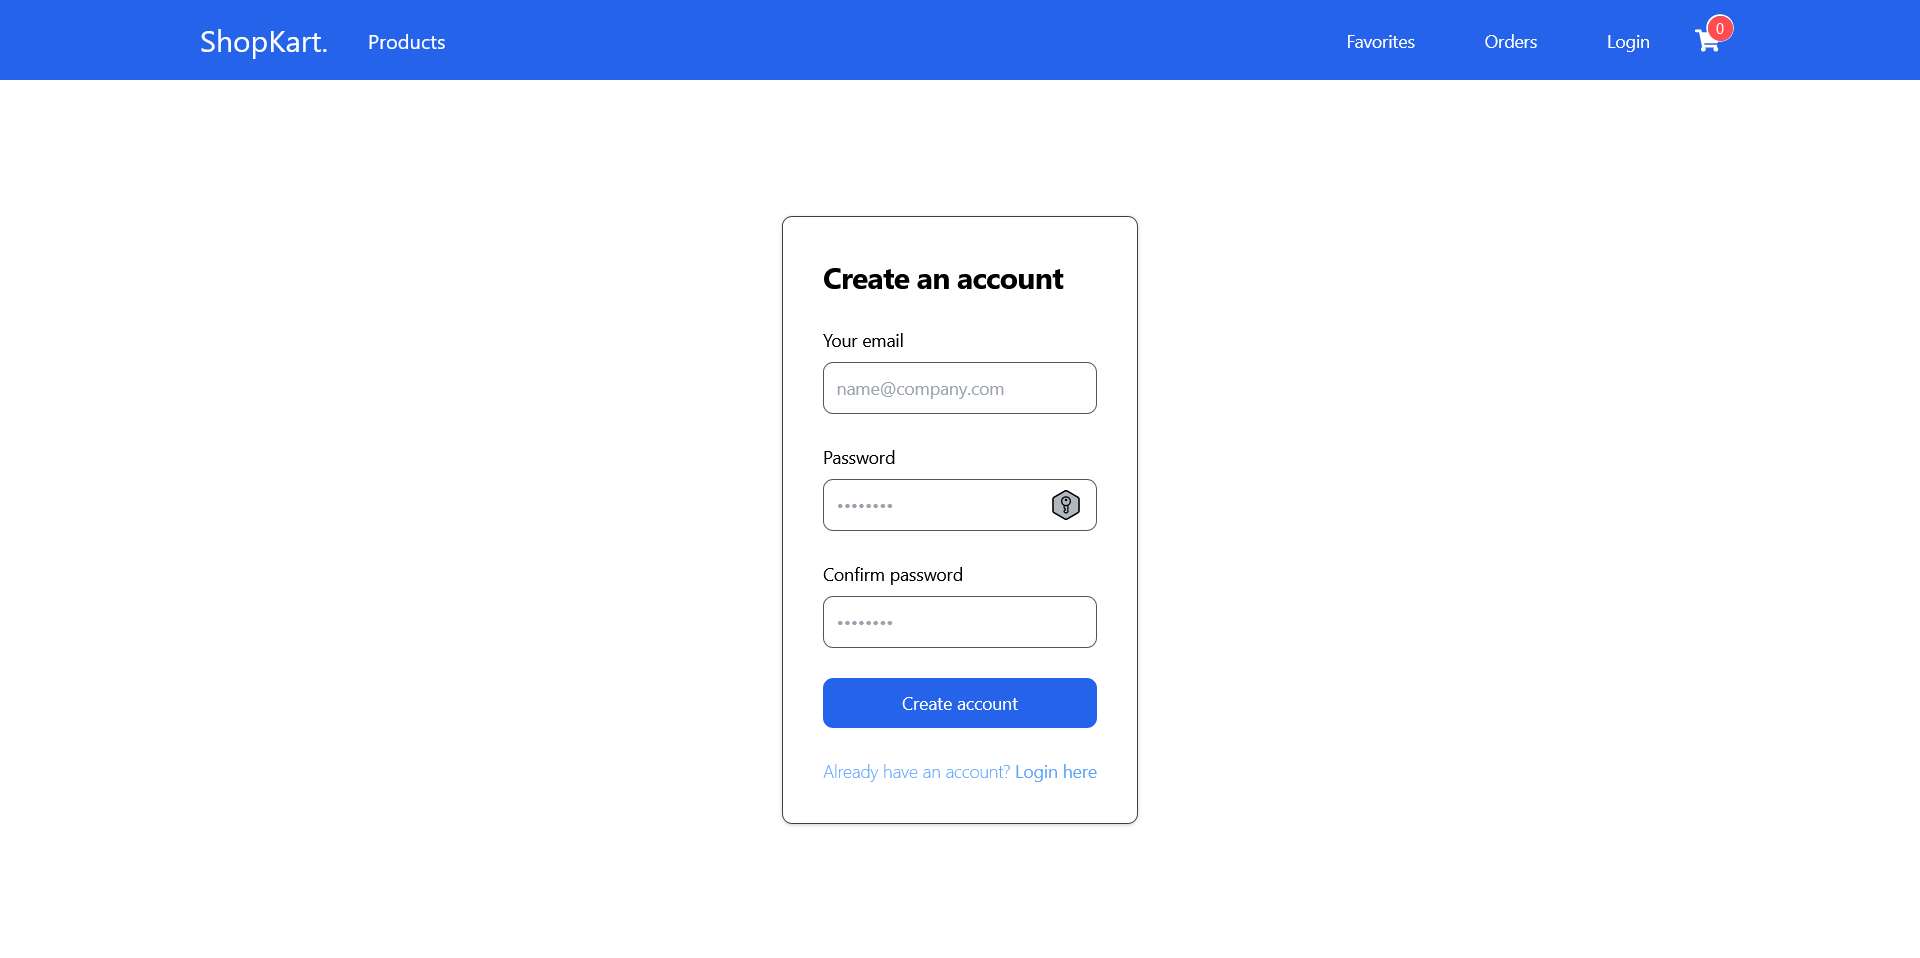 ShopKart. Products Favorites Orders Login 0
Create an account
Your email
name@company.com
Password
••••••••
Confirm password
••••••••
Create account
Already have an account? Login here